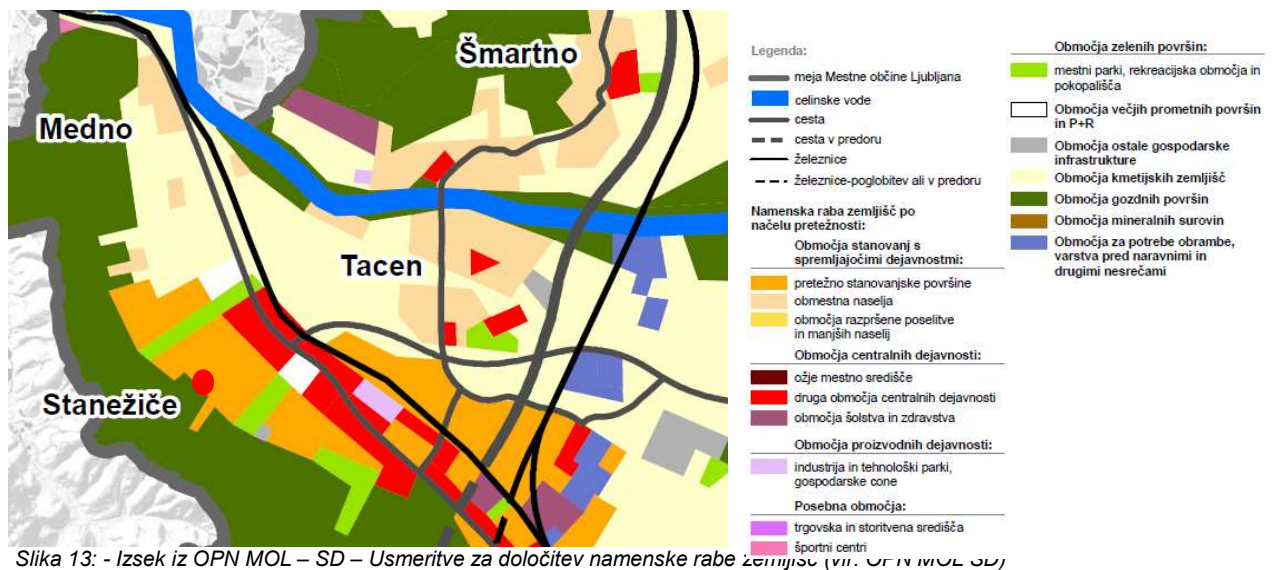 Šmartno
Medno
Tacen
Stanežiče
Legenda:
meja Mestne občine Ljubljana
celinske vode
cesta
cesta v predoru
železnice
železnice-poglobitev ali v predoru
Namenska raba zemljišč po
načelu pretežnosti:
Območja stanovanj s
spremljajočimi dejavnostmi:
pretežno stanovanjske površine
obmestna naselja
območja razpršene poselitve
in manjših naselij
Območja centralnih dejavnosti:
ožje mestno središče
druga območja centralnih dejavnosti
območja šolstva in zdravstva
Območja proizvodnih dejavnosti:
industrija in tehnološki parki,
gospodarske cone
Posebna območja:
trgovska in storitvena središča
športni centri
Območja zelenih površin:
mestni parki, rekreacijska območja in
pokopališča
Območja večjih prometnih površin
in P+R
Območja ostale gospodarske
infrastrukture
Območja kmetijskih zemljišč
Območja gozdnih površin
Območja mineralnih surovin
Območja za potrebe obrambe,
varstva pred naravnimi in
drugimi nesrečami
Slika 13: - Izsek iz OPN MOL – SD – Usmeritve za določitev namenske rabe zemljišč (vir: OPN MOL SD)